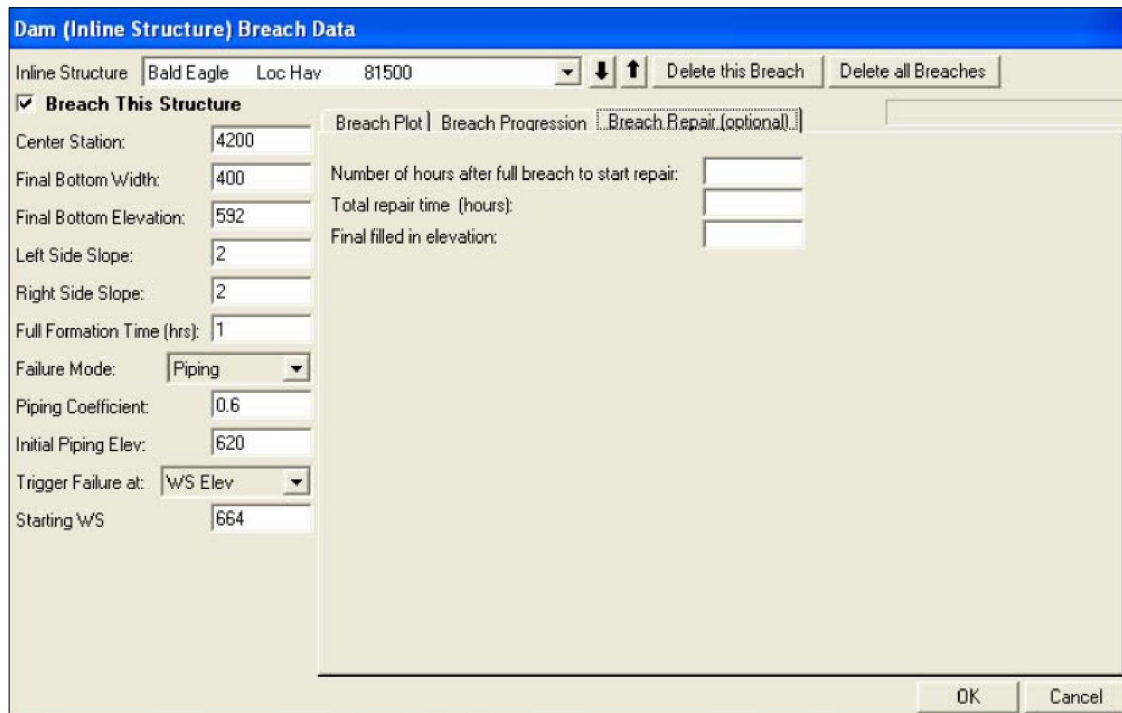 Dam (Inline Structure) Breach Data
Inline Structure Bald Eagle Loc Hav 81500 Delete this Breach Delete all Breaches
Breach This Structure
Breach Plot Breach Progression Breach Repair (optional)
Center Station: 4200
Final Bottom Width: 400
Final Bottom Elevation: 592
Left Side Slope: 2
Right Side Slope: 2
Full Formation Time (hrs): 1
Failure Mode: Piping
Piping Coefficient: 0.6
Initial Piping Elev: 620
Trigger Failure at: WS Elev
Starting WS 664
Number of hours after full breach to start repair:
Total repair time (hours):
Final filled in elevation:
OK Cancel